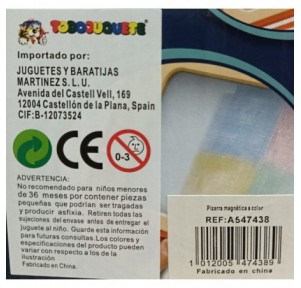 TODOJUGUETE
Importado por:
JUGUETES Y BARATIJAS
MARTINEZ S. L. U.
Avenida del Castell Vell, 169
12004 Castellón de la Plana, Spain
CIF:B-12073524
CE
0-3
ADVERTENCIA:
No recomendado para niños menores
de 36 meses por contener piezas
pequeñas que podrían ser tragadas
y producir asfixia. Retiren todas las
sujeciones del envase antes de entregar el
juguete al niño. Guarde esta información
para futuras consultas. Los colores y
especificaciones del producto pueden
variar con respecto a los de la
ilustración.
Fabricado en China.
Pizarra magnética a color
REF:A547438
1 012005 474389
Fabricado en china